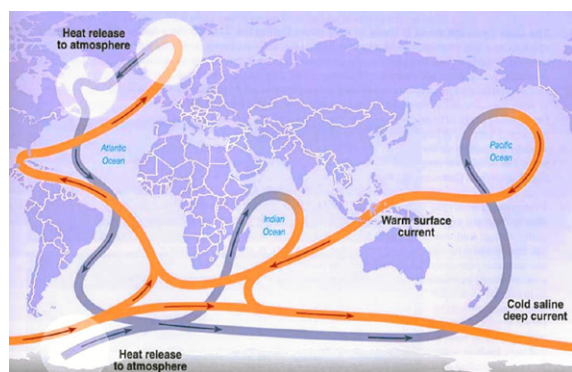 Heat release
to atmosphere
Atlantic
Ocean
Pacific
Ocean
Indian
Ocean
Warm surface
current
Cold saline
deep current
Heat release
to atmosphere